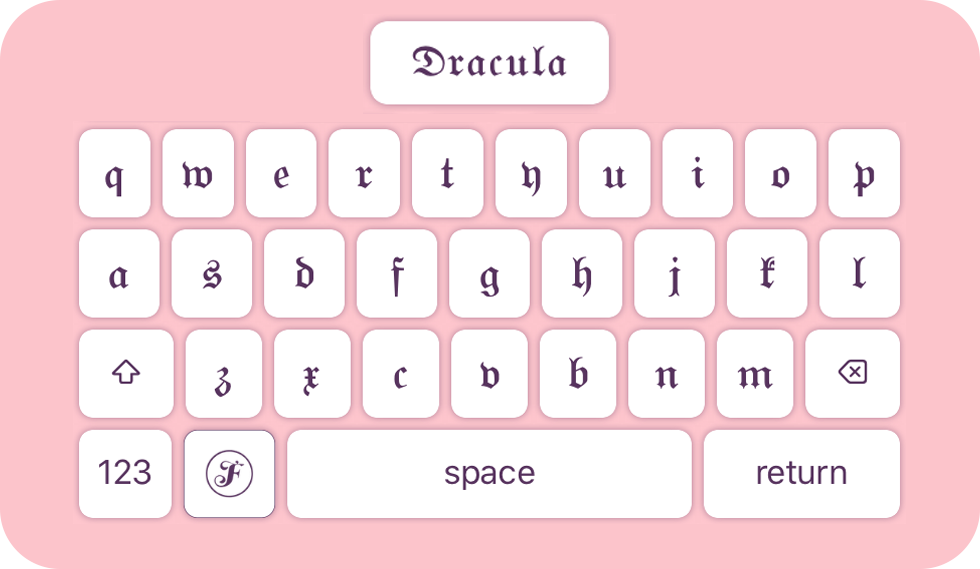 Dracula
q w e r t y u i o p
a s d f g h j k l
z x c v b n m
123 F space return